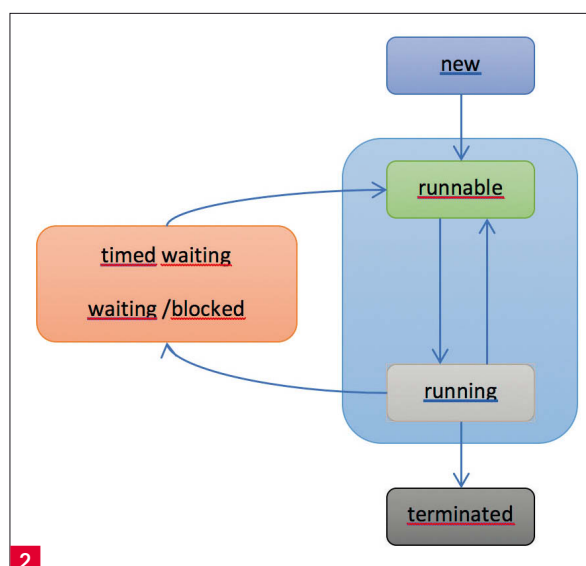 new
runnable
timed waiting
waiting /blocked
running
terminated
2